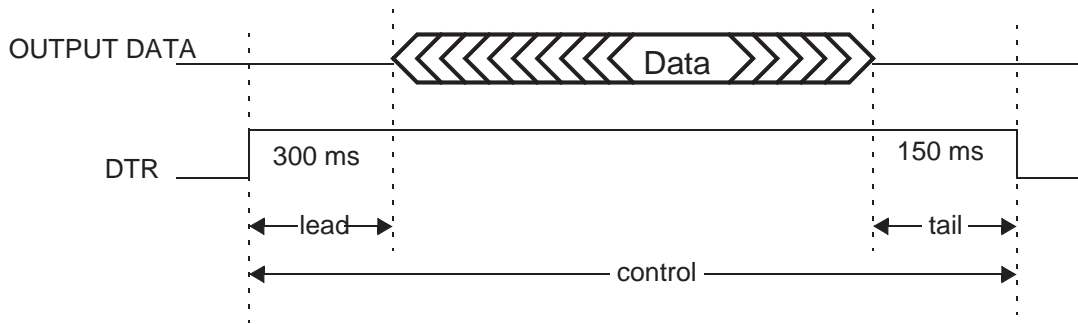 OUTPUT DATA
Data
DTR
300 ms
150 ms
lead
tail
control